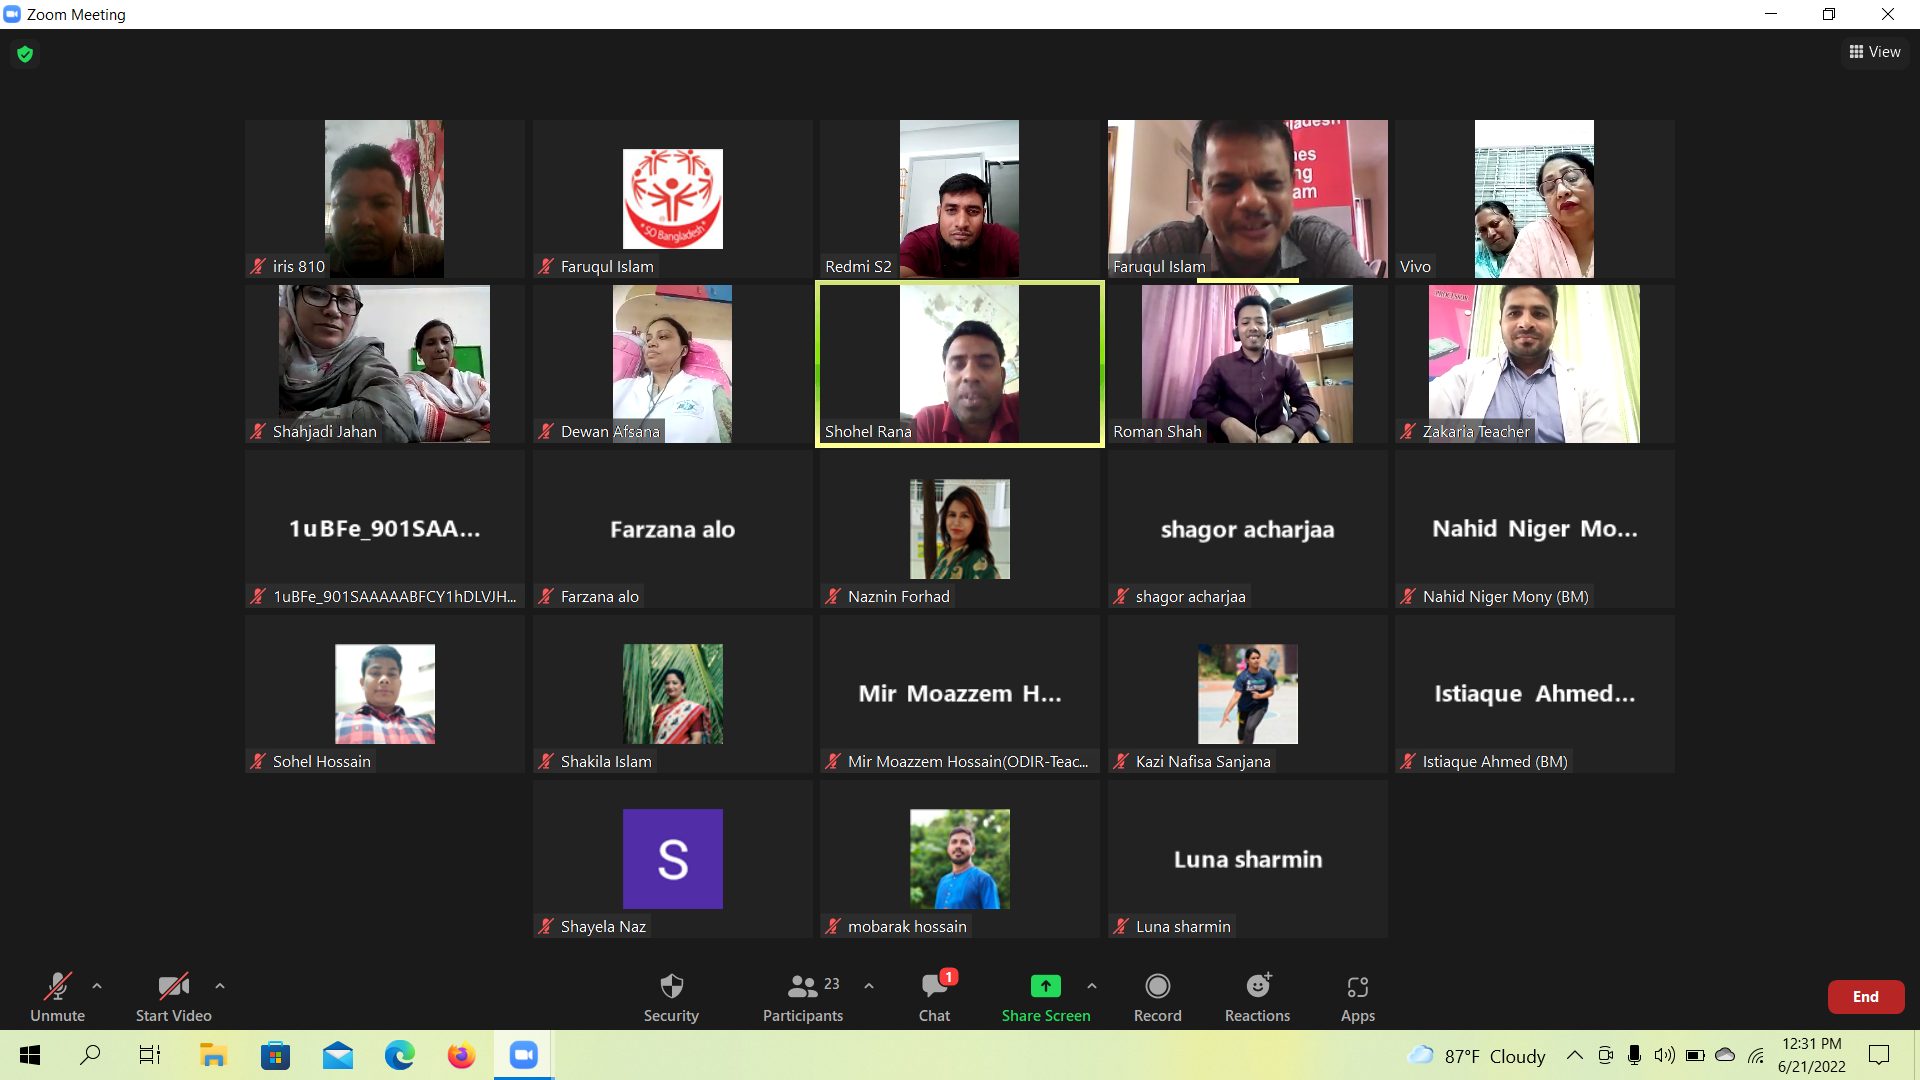 Zoom Meeting
View
iris 810
SO Bangladesh
Faruqul Islam
Redmi S2
Faruqul Islam
Vivo
Shahjadi Jahan
Dewan Afsana
Shohel Rana
Roman Shah
Zakaria Teacher
1uBFe_901SAA...
1uBFe_901SAAAAABFCY1hDLVJH...
Farzana alo
Farzana alo
Naznin Forhad
shagor acharjaa
shagor acharjaa
Nahid Niger Mo...
Nahid Niger Mony (BM)
Sohel Hossain
Shakila Islam
Mir Moazzem H...
Mir Moazzem Hossain(ODIR-Teac...
Kazi Nafisa Sanjana
Istiaque Ahmed...
Istiaque Ahmed (BM)
S
Shayela Naz
mobarak hossain
Luna sharmin
Luna sharmin
Unmute
Start Video
Security
23
Participants
1
Chat
Share Screen
Record
Reactions
Apps
End
87°F Cloudy
12:31 PM
6/21/2022